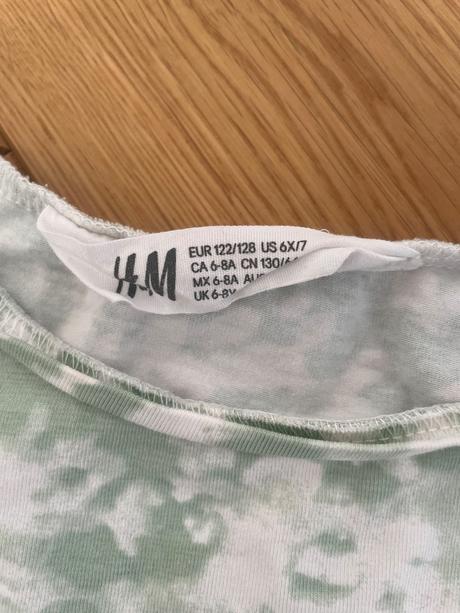 H&M
EUR 122/128 US 6X/7
CA 6-8A CN 130/
MX 6-8A
UK 6-8Y